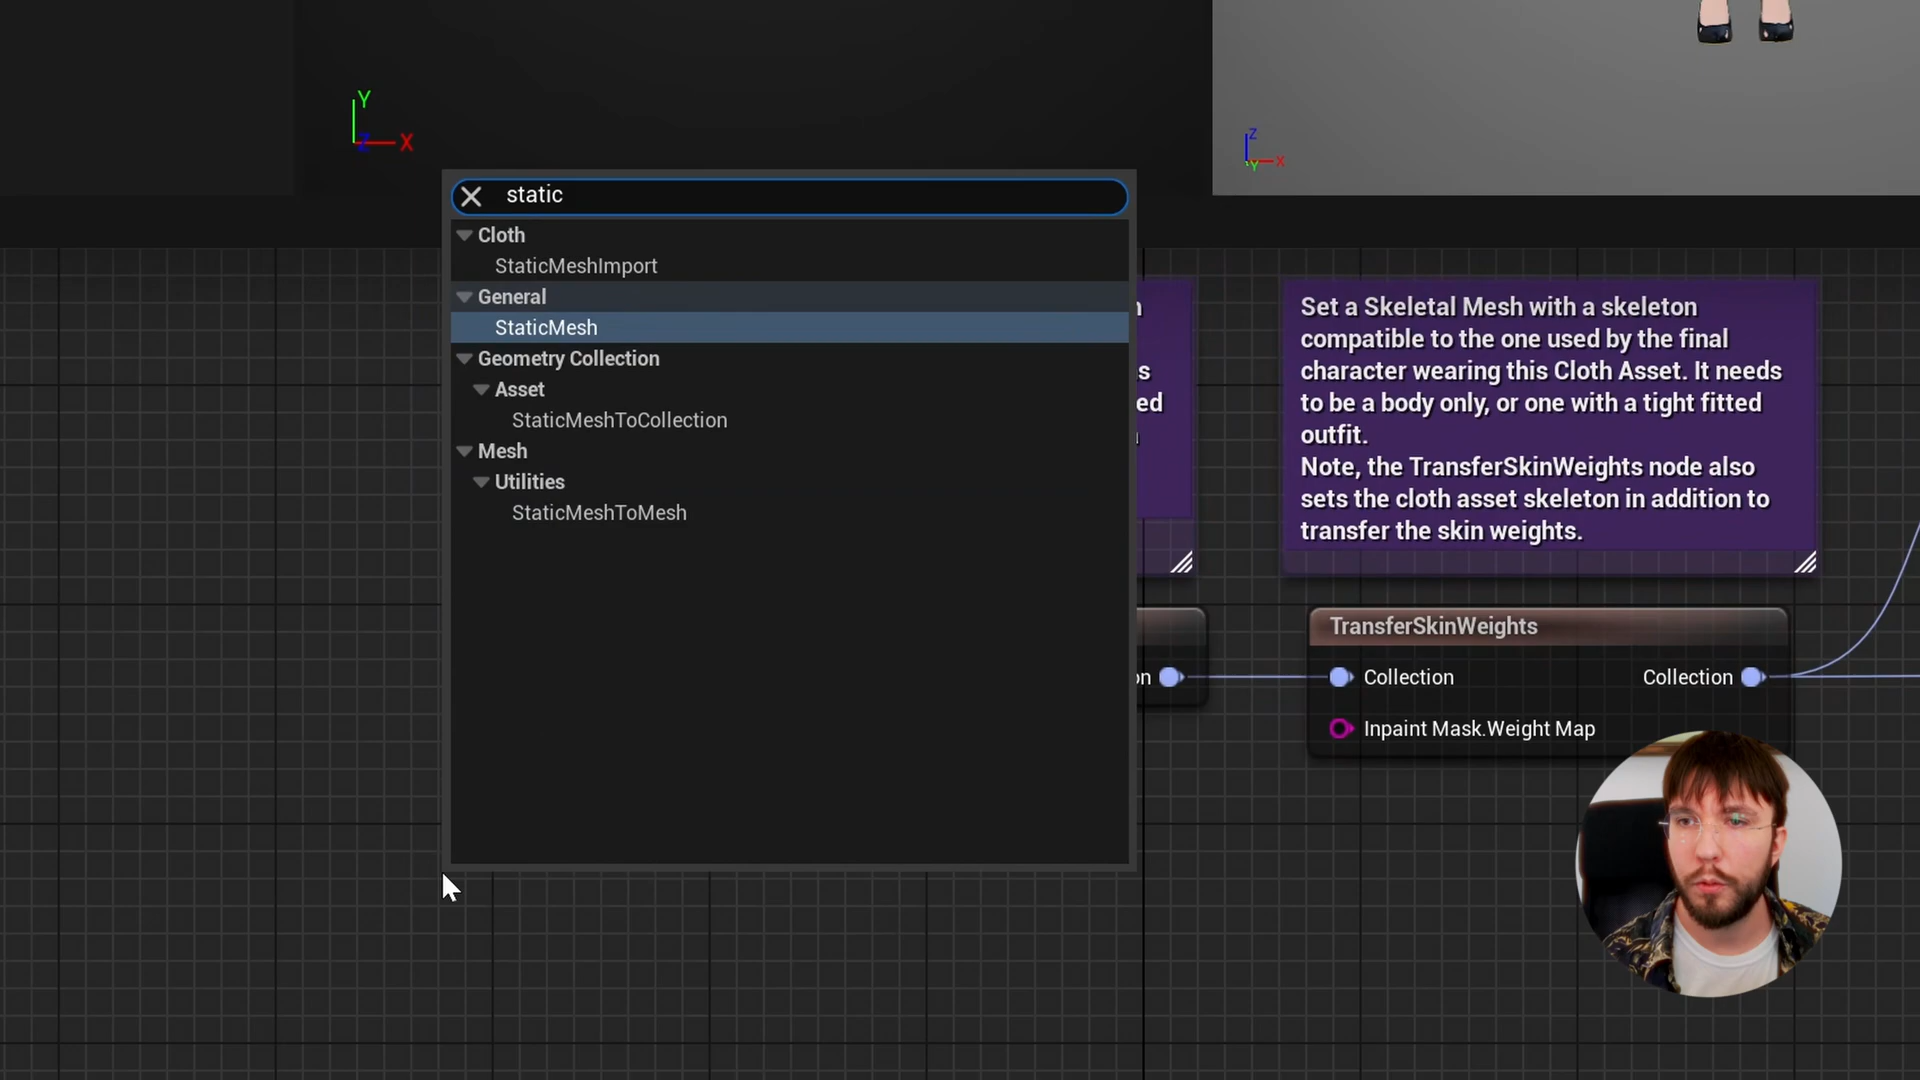 Y
Z
X
Z
Y
X
static
Cloth
StaticMeshImport
General
StaticMesh
Geometry Collection
Asset
StaticMeshToCollection
Mesh
Utilities
StaticMeshToMesh
ed
Set a Skeletal Mesh with a skeleton
compatible to the one used by the final
character wearing this Cloth Asset. It needs
to be a body only, or one with a tight fitted
outfit.
Note, the TransferSkinWeights node also
sets the cloth asset skeleton in addition to
transfer the skin weights.
on
TransferSkinWeights
Collection
Collection
Inpaint Mask.Weight Map